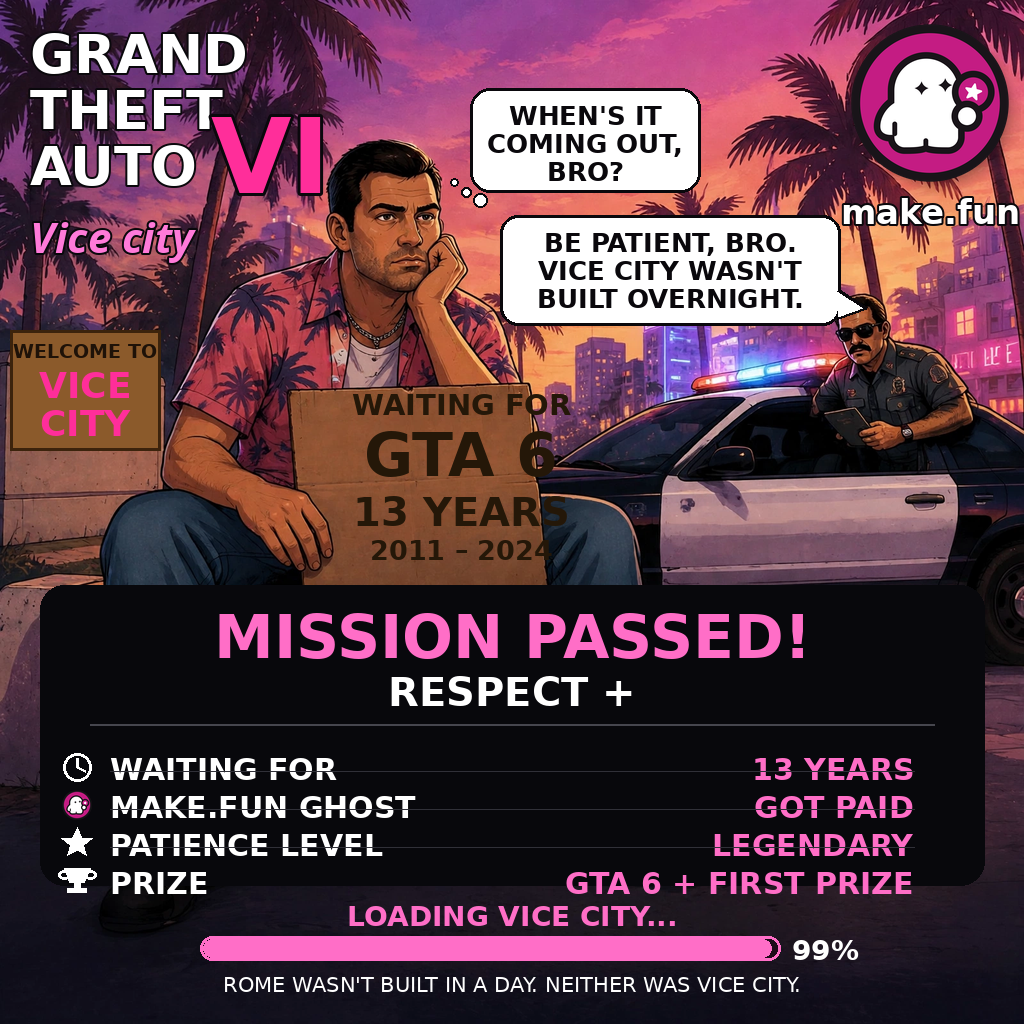 GRAND
THEFT
AUTO VI
Vice city
WHEN'S IT
COMING OUT,
BRO?
make.fun
BE PATIENT, BRO.
VICE CITY WASN'T
BUILT OVERNIGHT.
WELCOME TO
VICE
CITY
WAITING FOR
GTA 6
13 YEARS
2011 – 2024
MISSION PASSED!
RESPECT +
WAITING FOR 13 YEARS
MAKE.FUN GHOST GOT PAID
PATIENCE LEVEL LEGENDARY
PRIZE GTA 6 + FIRST PRIZE
LOADING VICE CITY...
99%
ROME WASN'T BUILT IN A DAY. NEITHER WAS VICE CITY.